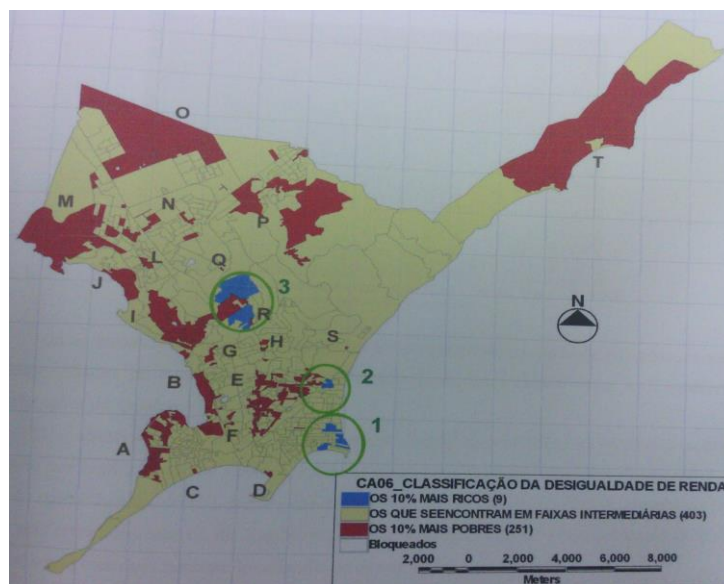 O
M
N
P
T
L
Q
J
3
I
R
N
H
S
G
B
E
2
F
1
A
C
D
CA06_CLASSIFICAÇÃO DA DESIGUALDADE DE RENDA
OS 10% MAIS RICOS (9)
OS QUE SEENCONTRAM EM FAIXAS INTERMEDIÁRIAS (403)
OS 10% MAIS POBRES (251)
Bloqueados
2,000 0 2,000 4,000 6,000 8,000
Meters